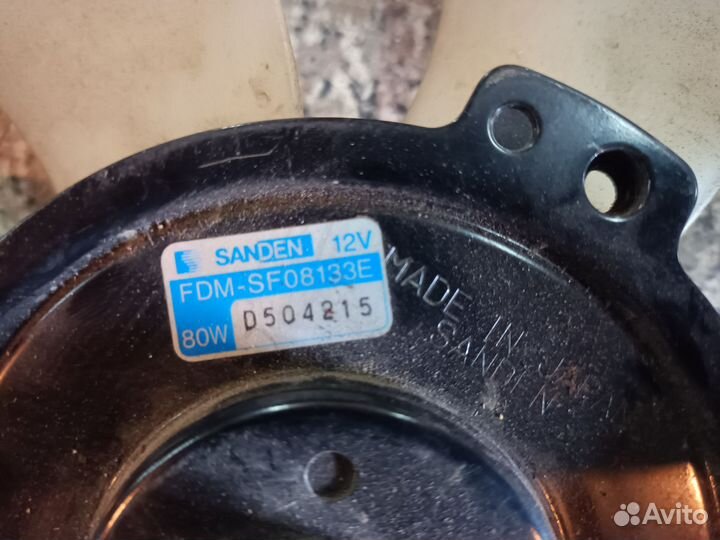 SANDEN 12V
FDM-SF08133E
80W D504215
MADE IN JAPAN
SANDEN
Avito